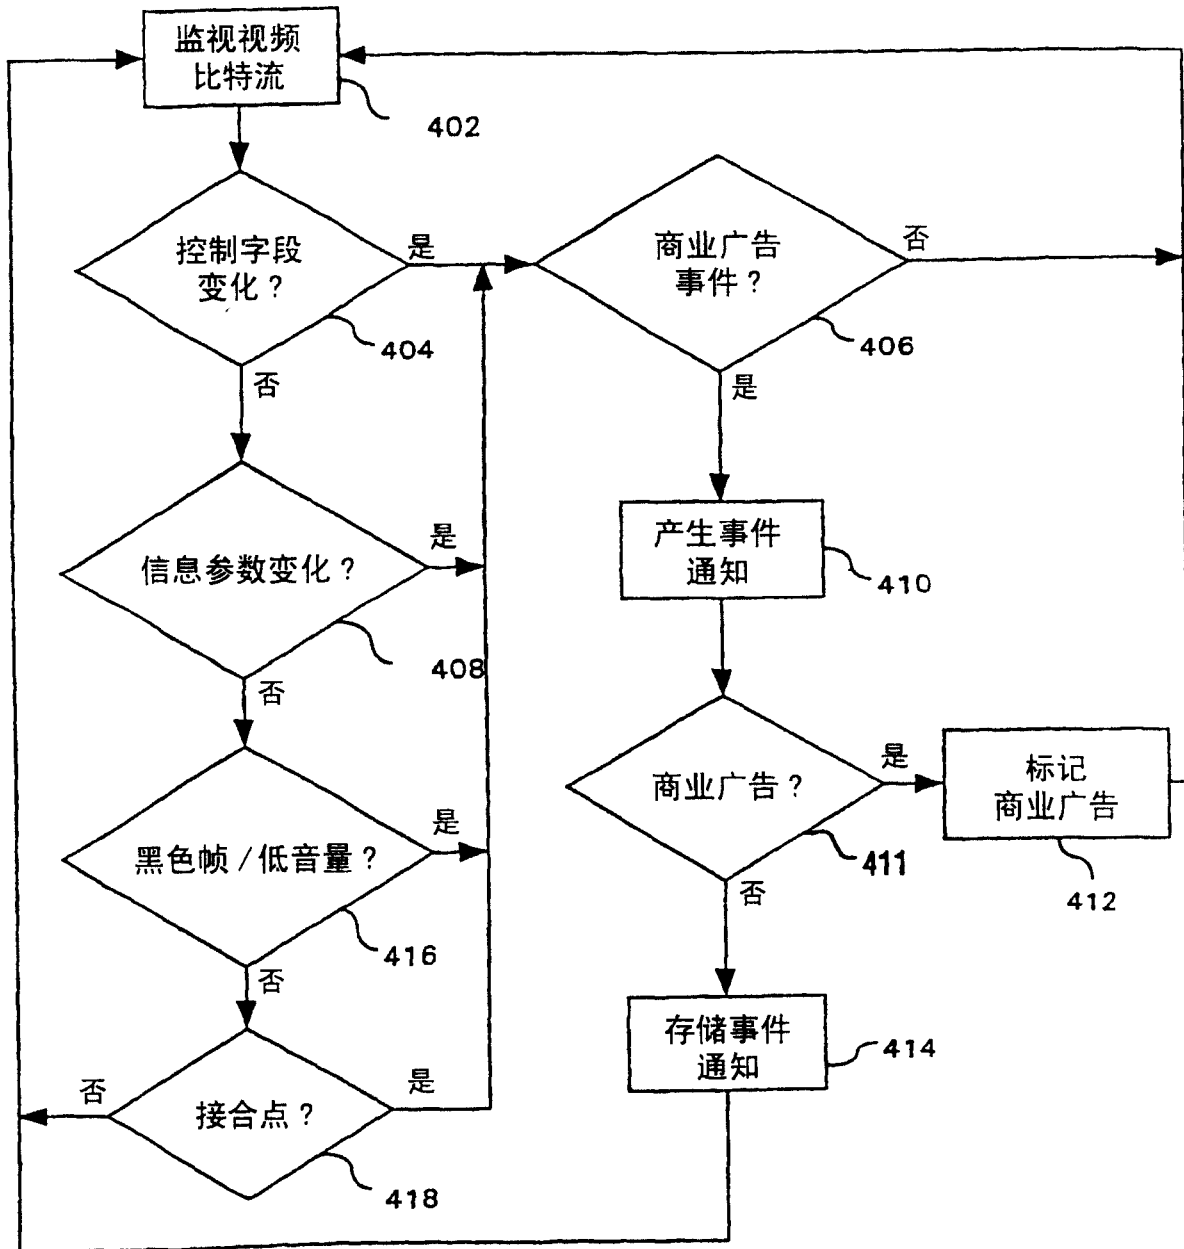 监视视频
比特流
402
控制字段
变化？
是
404
否
商业广告
事件？
否
406
是
信息参数变化？
是
408
否
产生事件
通知
410
黑色帧/低音量？
是
416
否
商业广告？
是
411
否
标记
商业广告
412
接合点？
否
是
418
存储事件
通知
414